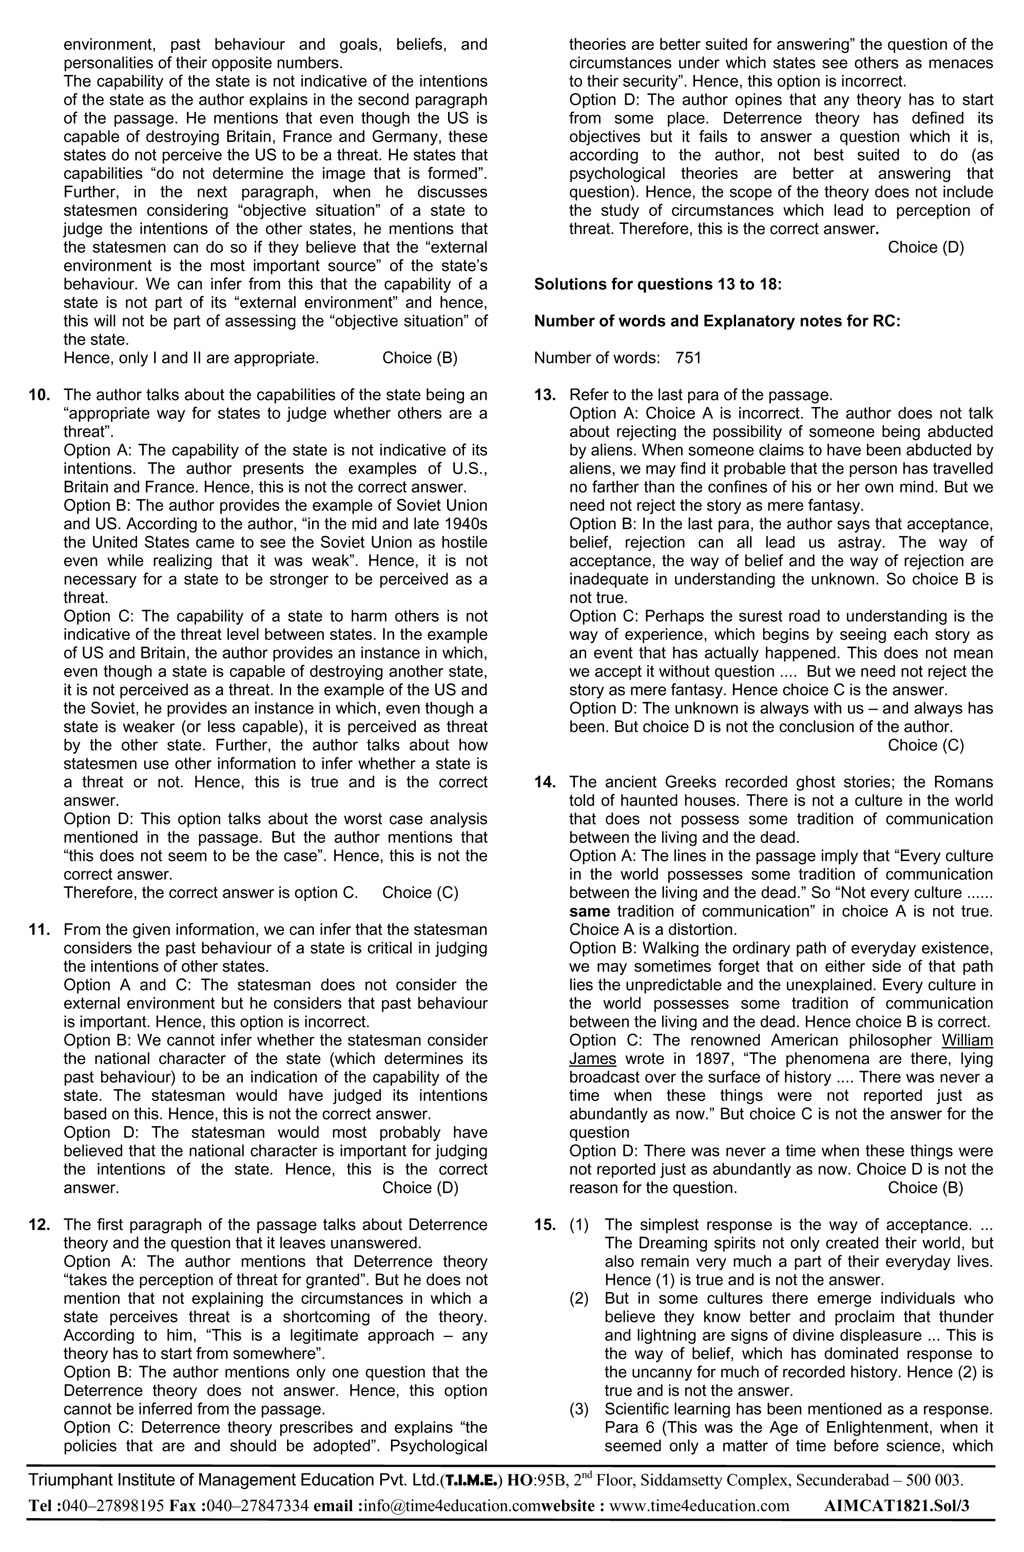 environment, past behaviour and goals, beliefs, and
personalities of their opposite numbers.
The capability of the state is not indicative of the intentions
of the state as the author explains in the second paragraph
of the passage. He mentions that even though the US is
capable of destroying Britain, France and Germany, these
states do not perceive the US to be a threat. He states that
capabilities “do not determine the image that is formed”.
Further, in the next paragraph, when he discusses
statesmen considering “objective situation” of a state to
judge the intentions of the other states, he mentions that
the statesmen can do so if they believe that the “external
environment is the most important source” of the state’s
behaviour. We can infer from this that the capability of a
state is not part of its “external environment” and hence,
this will not be part of assessing the “objective situation” of
the state.
Hence, only I and II are appropriate. Choice (B)
10. The author talks about the capabilities of the state being an
“appropriate way for states to judge whether others are a
threat”.
Option A: The capability of the state is not indicative of its
intentions. The author presents the examples of U.S.,
Britain and France. Hence, this is not the correct answer.
Option B: The author provides the example of Soviet Union
and US. According to the author, “in the mid and late 1940s
the United States came to see the Soviet Union as hostile
even while realizing that it was weak”. Hence, it is not
necessary for a state to be stronger to be perceived as a
threat.
Option C: The capability of a state to harm others is not
indicative of the threat level between states. In the example
of US and Britain, the author provides an instance in which,
even though a state is capable of destroying another state,
it is not perceived as a threat. In the example of the US and
the Soviet, he provides an instance in which, even though a
state is weaker (or less capable), it is perceived as threat
by the other state. Further, the author talks about how
statesmen use other information to infer whether a state is
a threat or not. Hence, this is true and is the correct
answer.
Option D: This option talks about the worst case analysis
mentioned in the passage. But the author mentions that
“this does not seem to be the case”. Hence, this is not the
correct answer.
Therefore, the correct answer is option C. Choice (C)
11. From the given information, we can infer that the statesman
considers the past behaviour of a state is critical in judging
the intentions of other states.
Option A and C: The statesman does not consider the
external environment but he considers that past behaviour
is important. Hence, this option is incorrect.
Option B: We cannot infer whether the statesman consider
the national character of the state (which determines its
past behaviour) to be an indication of the capability of the
state. The statesman would have judged its intentions
based on this. Hence, this is not the correct answer.
Option D: The statesman would most probably have
believed that the national character is important for judging
the intentions of the state. Hence, this is the correct
answer. Choice (D)
12. The first paragraph of the passage talks about Deterrence
theory and the question that it leaves unanswered.
Option A: The author mentions that Deterrence theory
“takes the perception of threat for granted”. But he does not
mention that not explaining the circumstances in which a
state perceives threat is a shortcoming of the theory.
According to him, “This is a legitimate approach – any
theory has to start from somewhere”.
Option B: The author mentions only one question that the
Deterrence theory does not answer. Hence, this option
cannot be inferred from the passage.
Option C: Deterrence theory prescribes and explains “the
policies that are and should be adopted”. Psychological
theories are better suited for answering” the question of the
circumstances under which states see others as menaces
to their security”. Hence, this option is incorrect.
Option D: The author opines that any theory has to start
from some place. Deterrence theory has defined its
objectives but it fails to answer a question which it is,
according to the author, not best suited to do (as
psychological theories are better at answering that
question). Hence, the scope of the theory does not include
the study of circumstances which lead to perception of
threat. Therefore, this is the correct answer.
Choice (D)
Solutions for questions 13 to 18:
Number of words and Explanatory notes for RC:
Number of words: 751
13. Refer to the last para of the passage.
Option A: Choice A is incorrect. The author does not talk
about rejecting the possibility of someone being abducted
by aliens. When someone claims to have been abducted by
aliens, we may find it probable that the person has travelled
no farther than the confines of his or her own mind. But we
need not reject the story as mere fantasy.
Option B: In the last para, the author says that acceptance,
belief, rejection can all lead us astray. The way of
acceptance, the way of belief and the way of rejection are
inadequate in understanding the unknown. So choice B is
not true.
Option C: Perhaps the surest road to understanding is the
way of experience, which begins by seeing each story as
an event that has actually happened. This does not mean
we accept it without question .... But we need not reject the
story as mere fantasy. Hence choice C is the answer.
Option D: The unknown is always with us – and always has
been. But choice D is not the conclusion of the author.
Choice (C)
14. The ancient Greeks recorded ghost stories; the Romans
told of haunted houses. There is not a culture in the world
that does not possess some tradition of communication
between the living and the dead.
Option A: The lines in the passage imply that “Every culture
in the world possesses some tradition of communication
between the living and the dead.” So “Not every culture ......
same tradition of communication” in choice A is not true.
Choice A is a distortion.
Option B: Walking the ordinary path of everyday existence,
we may sometimes forget that on either side of that path
lies the unpredictable and the unexplained. Every culture in
the world possesses some tradition of communication
between the living and the dead. Hence choice B is correct.
Option C: The renowned American philosopher William
James wrote in 1897, “The phenomena are there, lying
broadcast over the surface of history .... There was never a
time when these things were not reported just as
abundantly as now.” But choice C is not the answer for the
question
Option D: There was never a time when these things were
not reported just as abundantly as now. Choice D is not the
reason for the question. Choice (B)
15. (1) The simplest response is the way of acceptance. ...
The Dreaming spirits not only created their world, but
also remain very much a part of their everyday lives.
Hence (1) is true and is not the answer.
(2) But in some cultures there emerge individuals who
believe they know better and proclaim that thunder
and lightning are signs of divine displeasure ... This is
the way of belief, which has dominated response to
the uncanny for much of recorded history. Hence (2) is
true and is not the answer.
(3) Scientific learning has been mentioned as a response.
Para 6 (This was the Age of Enlightenment, when it
seemed only a matter of time before science, which
Triumphant Institute of Management Education Pvt. Ltd.(T.I.M.E.) HO:95B, 2nd Floor, Siddamsetty Complex, Secunderabad – 500 003.
Tel :040–27898195 Fax :040–27847334 email :info@time4education.comwebsite : www.time4education.com AIMCAT1821.Sol/3